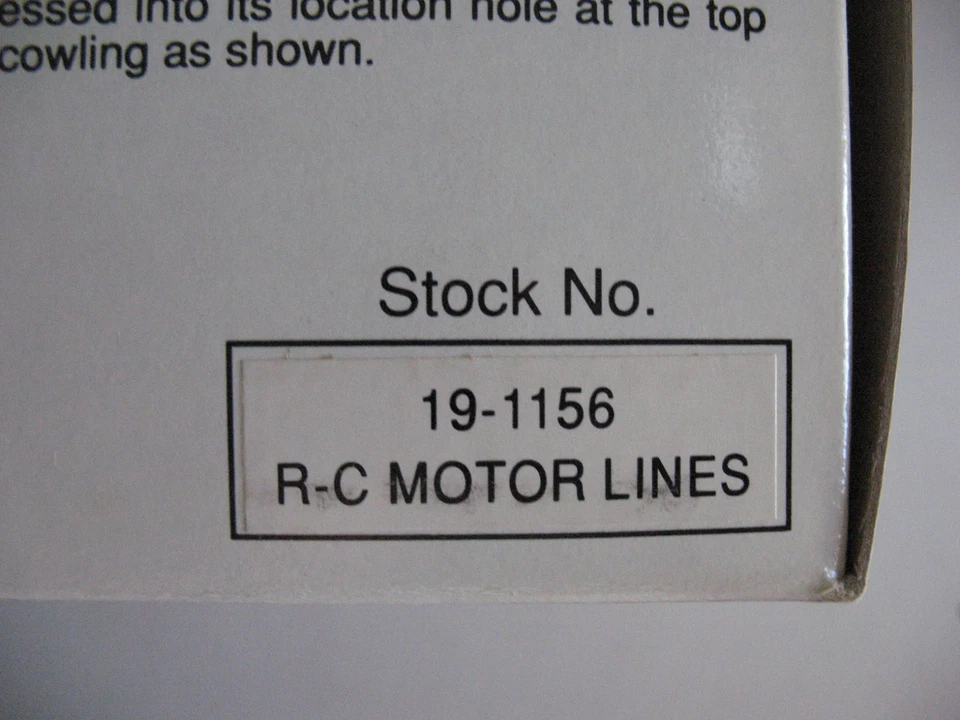 essed into its location hole at the top
cowling as shown.
Stock No.
19-1156
R-C MOTOR LINES